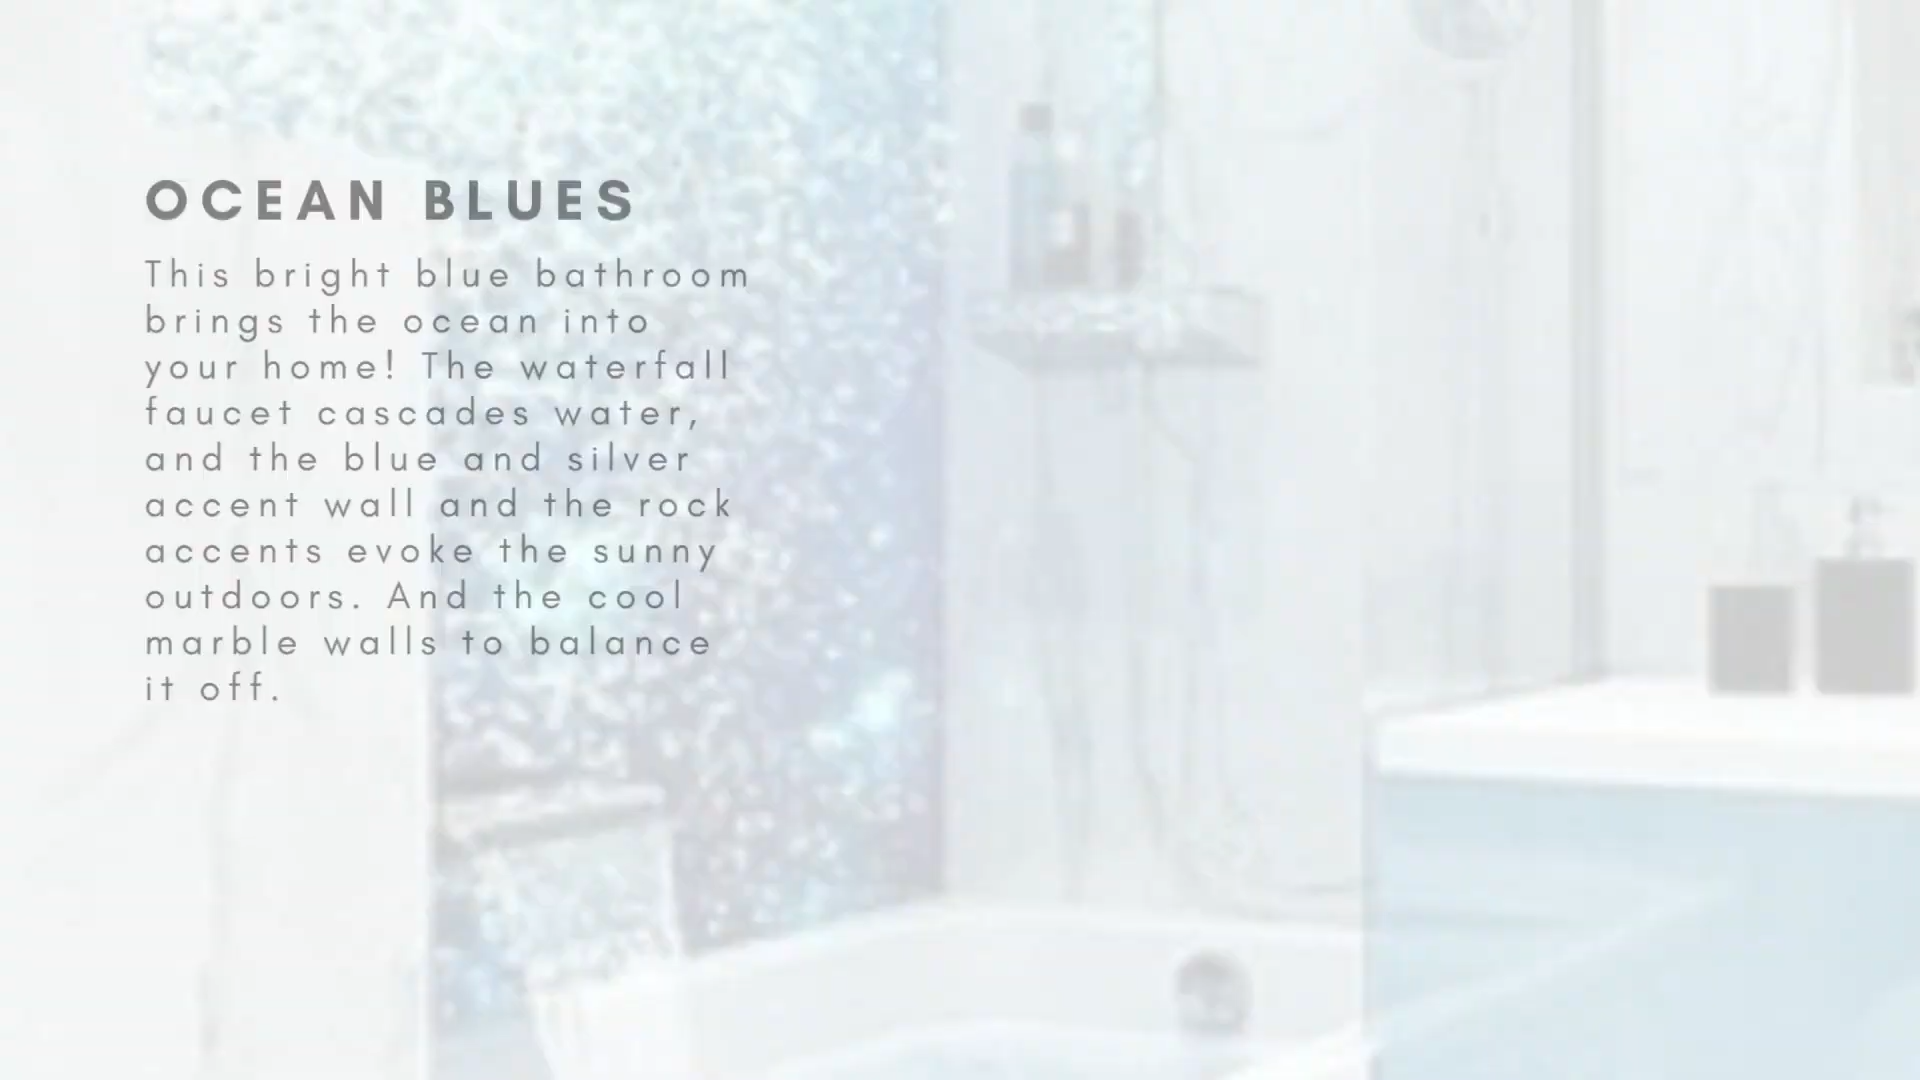 OCEAN BLUES
This bright blue bathroom
brings the ocean into
your home! The waterfall
faucet cascades water,
and the blue and silver
accent wall and the rock
accents evoke the sunny
outdoors. And the cool
marble walls to balance
it off.